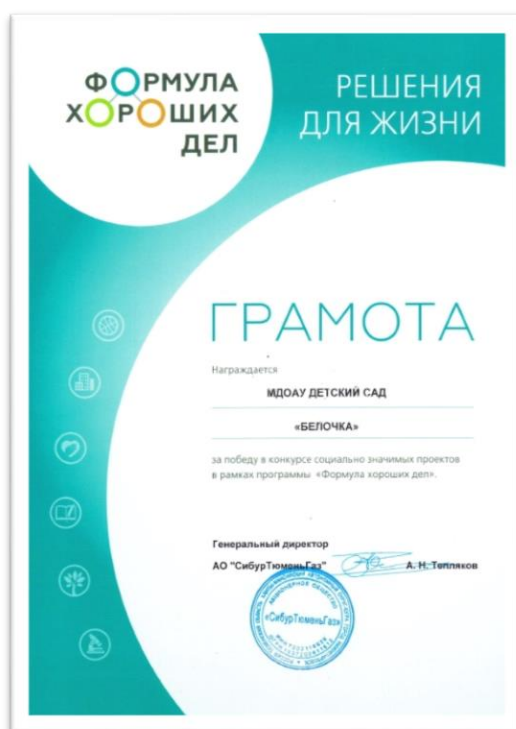 ФОРМУЛА
ХОРОШИХ
ДЕЛ
РЕШЕНИЯ
ДЛЯ ЖИЗНИ
ГРАМОТА
Награждается
МДОАУ ДЕТСКИЙ САД
«БЕЛОЧКА»
за победу в конкурсе социально значимых проектов
в рамках программы «Формула хороших дел».
Генеральный директор
АО "СибурТюменьГаз" А. Н. Тепляков
«СибурТюменьГаз»